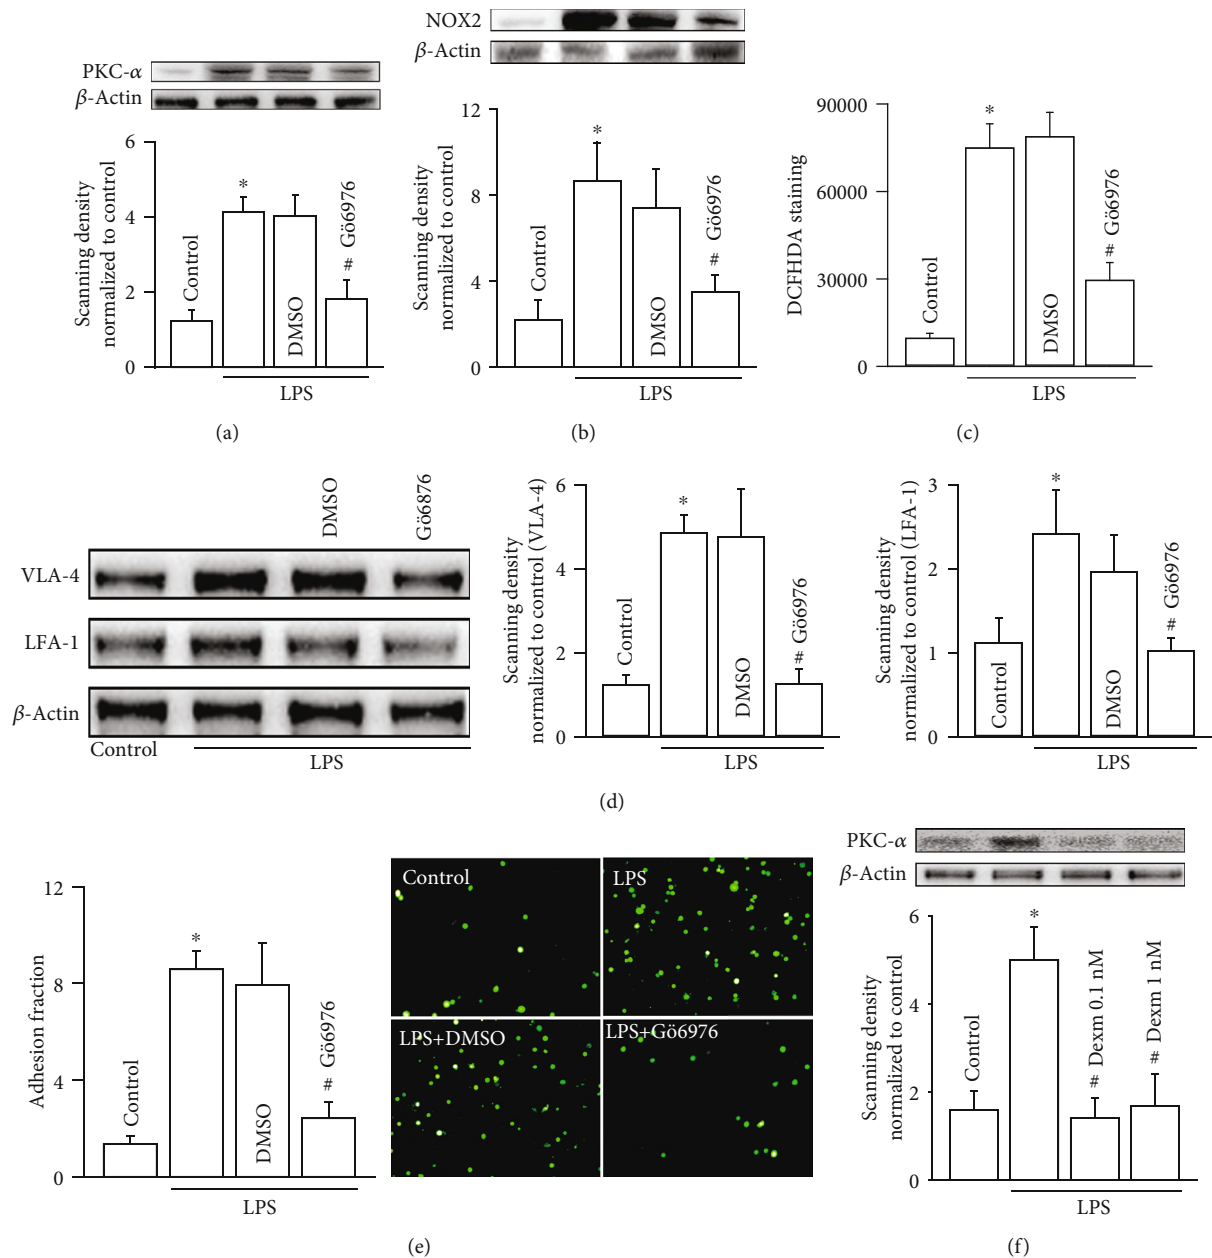 PKC-α
β-Actin
Scanning density
normalized to control
6
4
2
0
Control
*
DMSO
# Gö6976
LPS
(a)
NOX2
β-Actin
Scanning density
normalized to control
12
8
4
0
Control
*
DMSO
# Gö6976
LPS
(b)
DCFHDA staining
90000
60000
30000
0
Control
*
DMSO
# Gö6976
LPS
(c)
DMSO
Gö6876
VLA-4
LFA-1
β-Actin
Control
LPS
Scanning density
normalized to control (VLA-4)
6
4
2
0
Control
*
DMSO
# Gö6976
LPS
Scanning density
normalized to control (LFA-1)
3
2
1
0
Control
*
DMSO
# Gö6976
LPS
(d)
Adhesion fraction
12
8
4
0
Control
*
DMSO
# Gö6976
LPS
Control
LPS
LPS+DMSO
LPS+Gö6976
(e)
PKC-α
β-Actin
Scanning density
normalized to control
6
4
2
0
Control
*
# Dexm 0.1 nM
# Dexm 1 nM
LPS
(f)